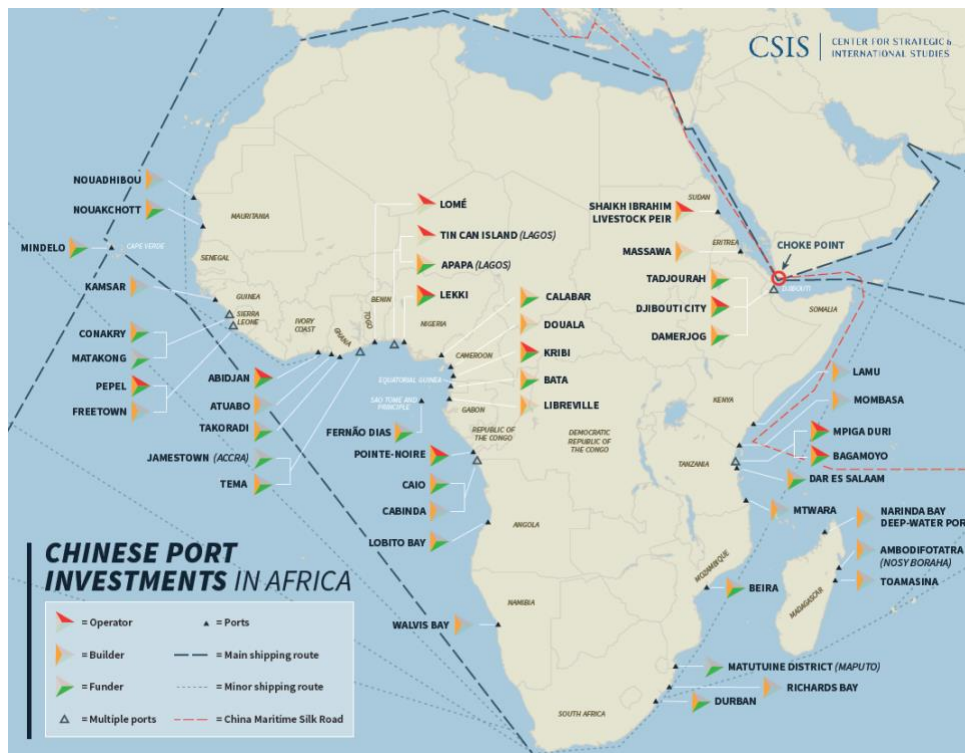 CSIS
CENTER FOR STRATEGIC &
INTERNATIONAL STUDIES
NOUADHIBOU
NOUAKCHOTT
MINDELO
CAPE VERDE
KAMSAR
CONAKRY
MATAKONG
PEPEL
FREETOWN
MAURITANIA
SENEGAL
GUINEA
SIERRA
LEONE
IVORY
COAST
GHANA
TOGO
BENIN
NIGERIA
LOMÉ
TIN CAN ISLAND (LAGOS)
APAPA (LAGOS)
LEKKI
ABIDJAN
ATUABO
TAKORADI
JAMESTOWN (ACCRA)
TEMA
CALABAR
DOUALA
KRIBI
BATA
LIBREVILLE
CAMEROON
EQUATORIAL GUINEA
SAO TOME AND
PRINCIPLE
GABON
REPUBLIC OF
THE CONGO
DEMOCRATIC
REPUBLIC OF
THE CONGO
FERNÃO DIAS
POINTE-NOIRE
CAIO
CABINDA
LOBITO BAY
ANGOLA
SUDAN
SHAIKH IBRAHIM
LIVESTOCK PEIR
ERITREA
MASSAWA
CHOKE POINT
TADJOURAH
DJIBOUTI
DJIBOUTI CITY
DAMERJOG
SOMALIA
KENYA
TANZANIA
LAMU
MOMBASA
MPIGA DURI
BAGAMOYO
DAR ES SALAAM
MTWARA
NARINDA BAY
DEEP-WATER POR
AMBODIFOTATRA
(NOSY BORAHA)
TOAMASINA
MADAGASCAR
MOZAMBIQUE
BEIRA
NAMIBIA
WALVIS BAY
SOUTH AFRICA
MATUTUINE DISTRICT (MAPUTO)
RICHARDS BAY
DURBAN
CHINESE PORT
INVESTMENTS IN AFRICA
= Operator
= Ports
= Builder
= Main shipping route
= Funder
= Minor shipping route
= Multiple ports
= China Maritime Silk Road